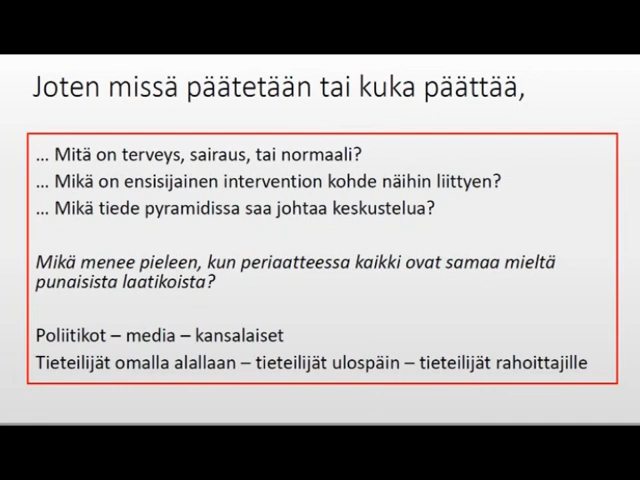 Joten missä päätetään tai kuka päättää,
... Mitä on terveys, sairaus, tai normaali?
... Mikä on ensisijainen intervention kohde näihin liittyen?
... Mikä tiede pyramidissa saa johtaa keskustelua?
Mikä menee pieleen, kun periaatteessa kaikki ovat samaa mieltä
punaisista laatikoista?
Poliitikot – media – kansalaiset
Tieteilijät omalla alallaan – tieteilijät ulospäin – tieteilijät rahoittajille